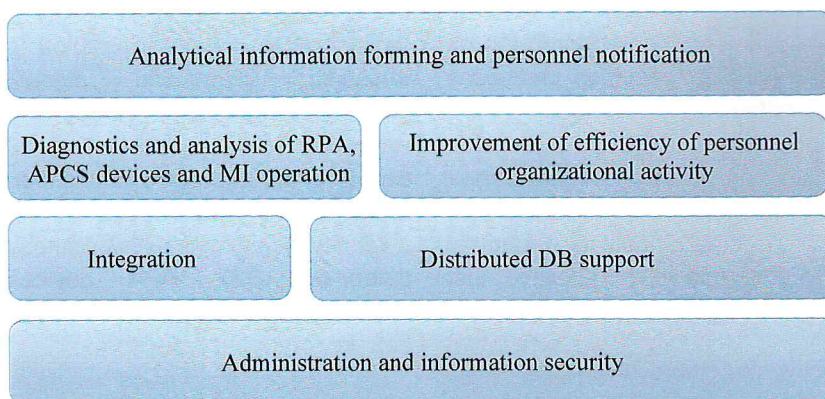 Analytical information forming and personnel notification
Diagnostics and analysis of RPA,
APCS devices and MI operation
Improvement of efficiency of personnel
organizational activity
Integration
Distributed DB support
Administration and information security